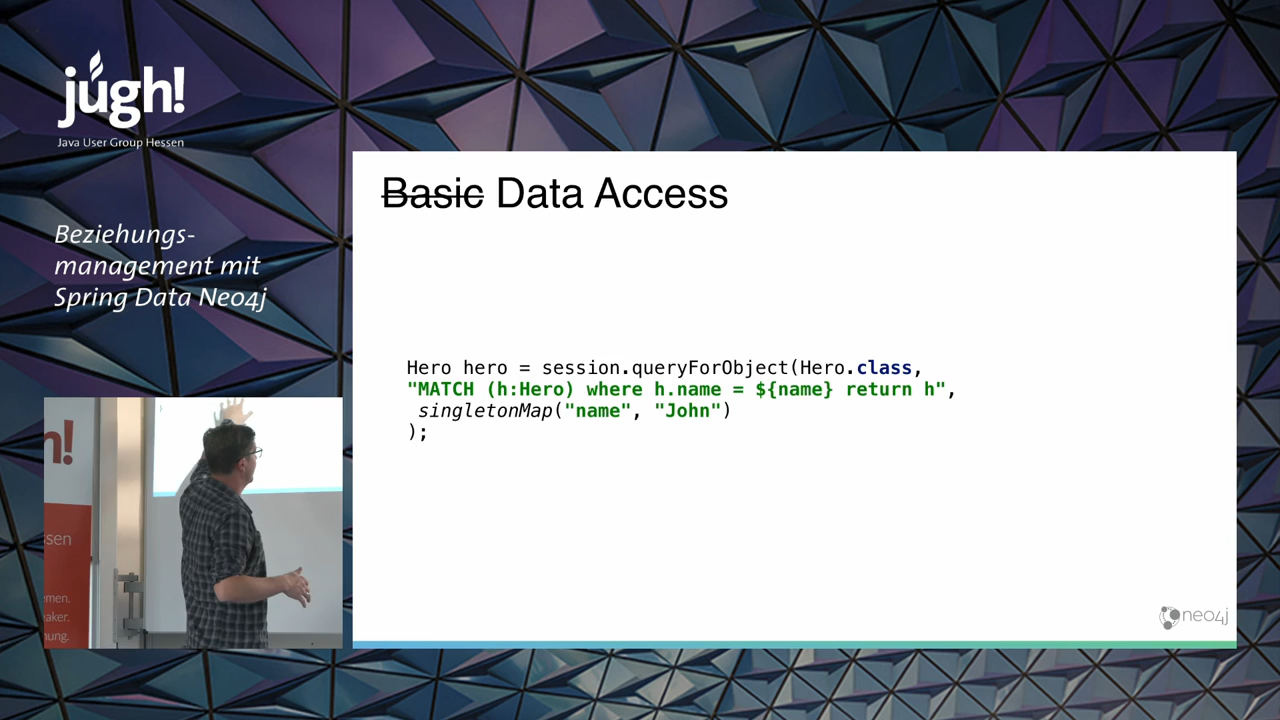 jugh!
Java User Group Hessen
Beziehungs-
management mit
Spring Data Neo4j
Basic Data Access
Hero hero = session.queryForObject(Hero.class,
"MATCH (h:Hero) where h.name = ${name} return h",
singletonMap("name", "John")
);
neo4j
h!